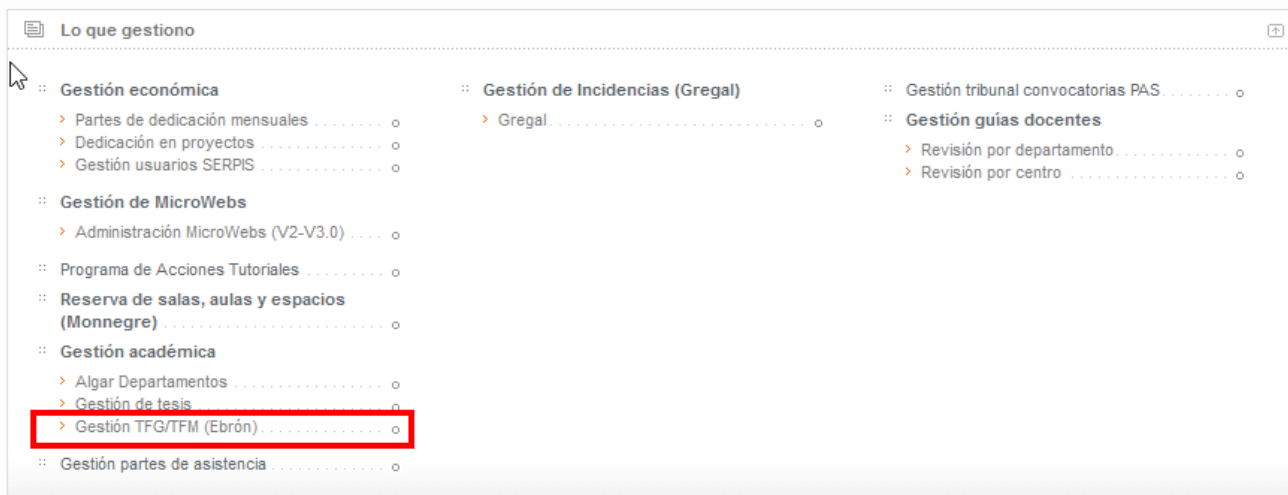 Lo que gestiono
Gestión económica
Partes de dedicación mensuales
Dedicación en proyectos
Gestión usuarios SERPIS
Gestión de MicroWebs
Administración MicroWebs (V2-V3.0)
Programa de Acciones Tutoriales
Reserva de salas, aulas y espacios
(Monnegre)
Gestión académica
Algar Departamentos
Gestión de tesis
Gestión TFG/TFM (Ebrón)
Gestión partes de asistencia
Gestión de Incidencias (Gregal)
Gregal
Gestión tribunal convocatorias PAS
Gestión guías docentes
Revisión por departamento
Revisión por centro